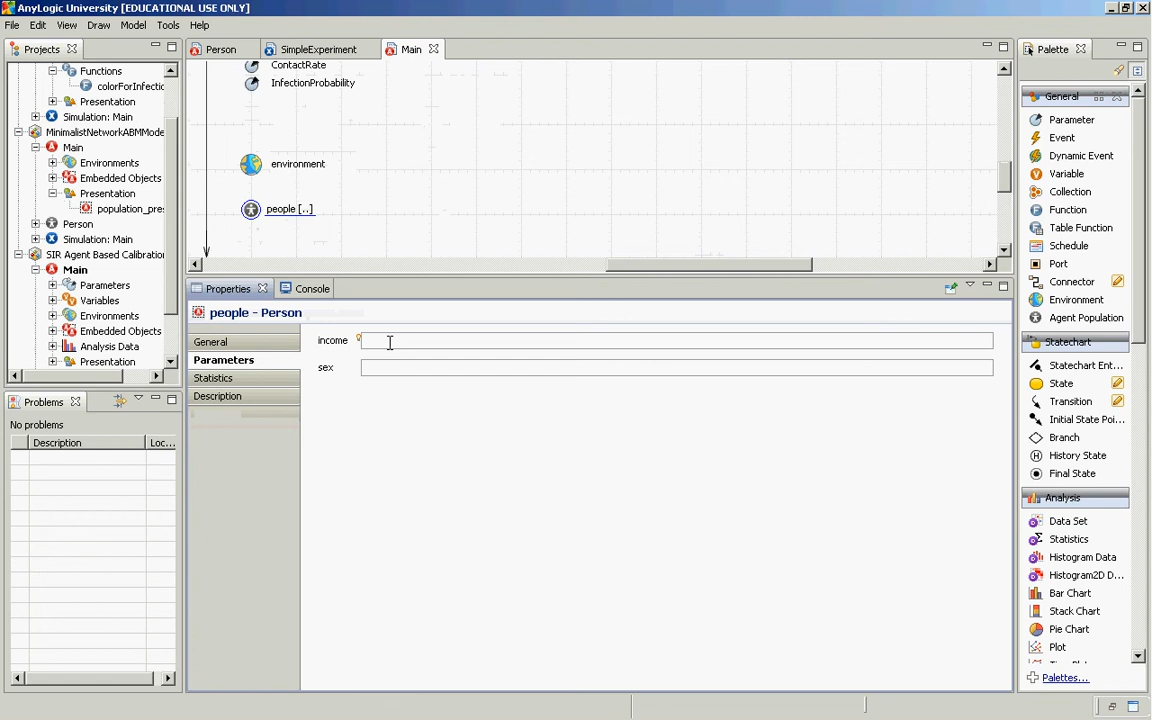 AnyLogic University [EDUCATIONAL USE ONLY]
File Edit View Draw Model Tools Help
Projects
Functions
colorForInfectic
Presentation
Simulation: Main
MinimalistNetworkABMMode
Main
Environments
Embedded Objects
Presentation
population_pres
Person
Simulation: Main
SIR Agent Based Calibration
Main
Parameters
Variables
Environments
Embedded Objects
Analysis Data
Presentation
Problems
No problems
Description Loc...
Person SimpleExperiment Main
ContactRate
InfectionProbability
environment
people [..]
Properties Console
people - Person
General
Parameters
Statistics
Description
income
sex
Palette
General
Parameter
Event
Dynamic Event
Variable
Collection
Function
Table Function
Schedule
Port
Connector
Environment
Agent Population
Statechart
Statechart Ent...
State
Transition
Initial State Poi...
Branch
History State
Final State
Analysis
Data Set
Statistics
Histogram Data
Histogram2D D...
Bar Chart
Stack Chart
Pie Chart
Plot
Palettes...